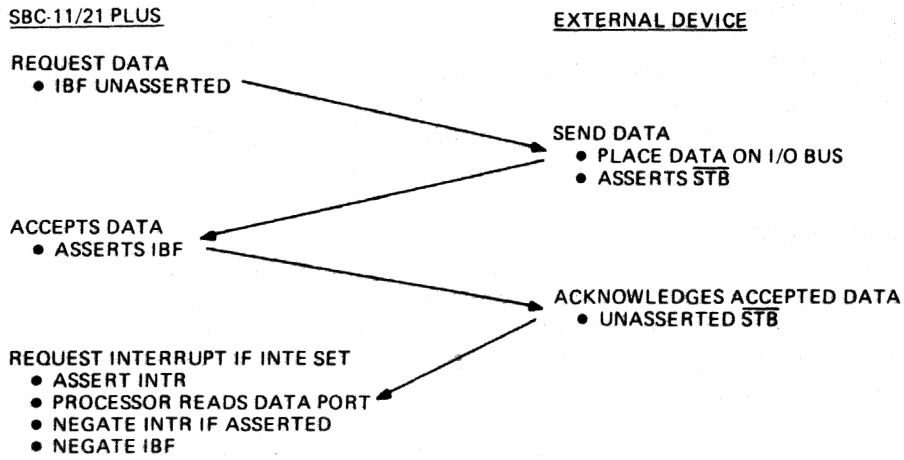 SBC-11/21 PLUS
EXTERNAL DEVICE
REQUEST DATA
● IBF UNASSERTED
SEND DATA
● PLACE DATA ON I/O BUS
● ASSERTS S̅T̅B̅
ACCEPTS DATA
● ASSERTS IBF
ACKNOWLEDGES ACCEPTED DATA
● UNASSERTED S̅T̅B̅
REQUEST INTERRUPT IF INTE SET
● ASSERT INTR
● PROCESSOR READS DATA PORT
● NEGATE INTR IF ASSERTED
● NEGATE IBF